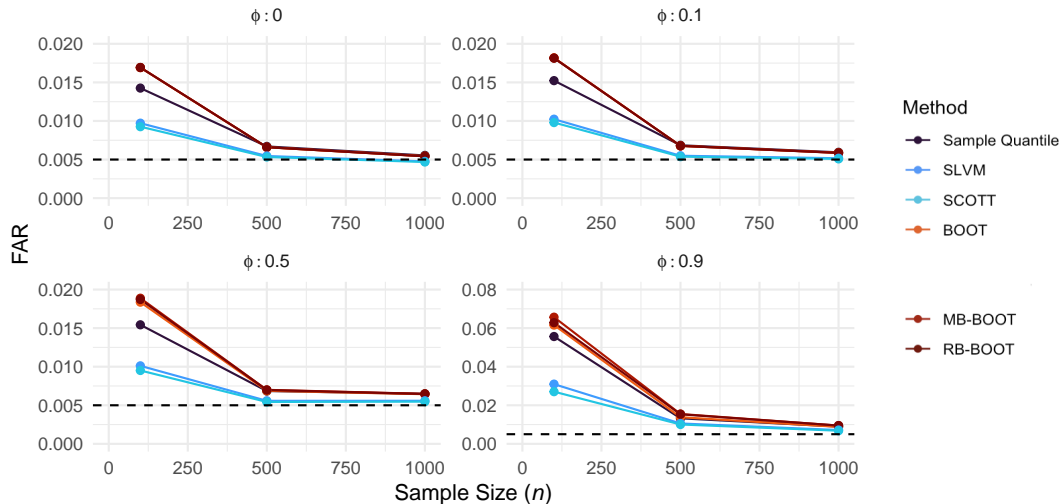 ϕ : 0
ϕ : 0.1
0.020
0.015
0.010
0.005
0.000
0.020
0.015
0.010
0.005
0.000
0 250 500 750 1000
0 250 500 750 1000
ϕ : 0.5
ϕ : 0.9
0.020
0.015
0.010
0.005
0.000
0.08
0.06
0.04
0.02
0.00
0 250 500 750 1000
0 250 500 750 1000
FAR
Sample Size (n)
Method
Sample Quantile
SLVM
SCOTT
BOOT
MB-BOOT
RB-BOOT